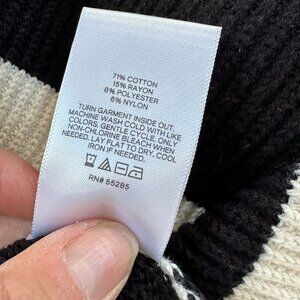 71% COTTON
15% RAYON
8% POLYESTER
6% NYLON
TURN GARMENT INSIDE OUT.
MACHINE WASH COLD WITH LIKE
COLORS. GENTLE CYCLE. ONLY
NON-CHLORINE BLEACH WHEN
NEEDED. LAY FLAT TO DRY. COOL
IRON IF NEEDED.
RN# 55285